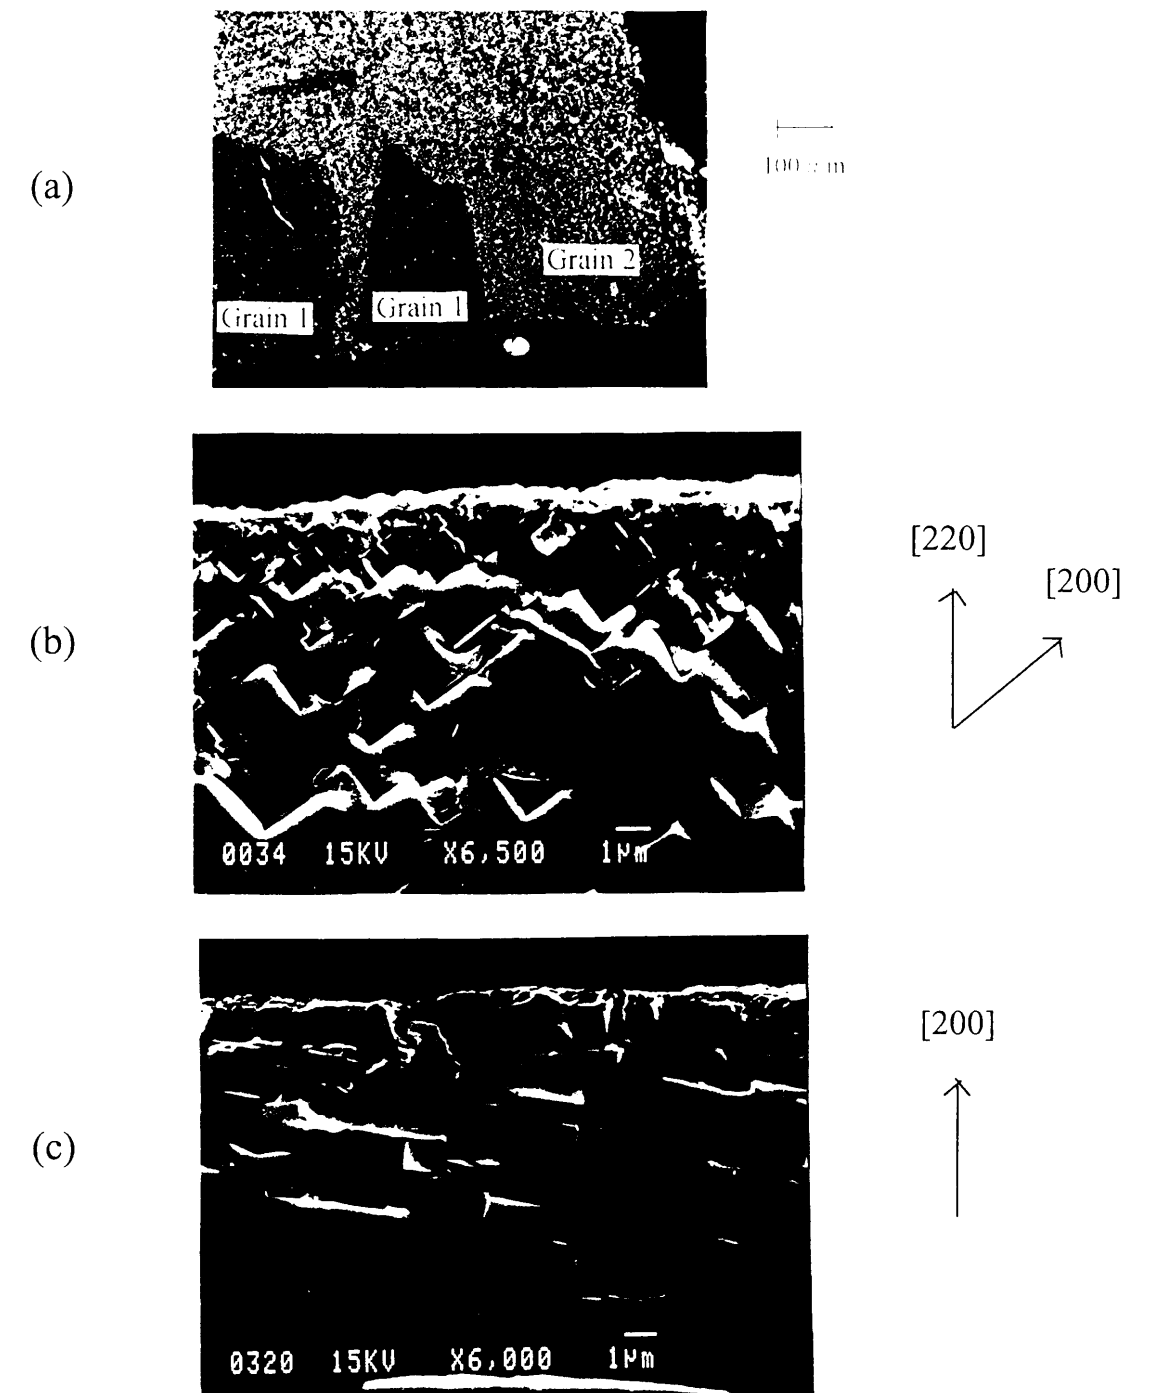 (a)
100 μm
Grain 2
Grain 1
Grain 1
(b)
[220]
[200]
0034 15KV X6,500 1μm
(c)
[200]
0320 15KV X6,000 1μm